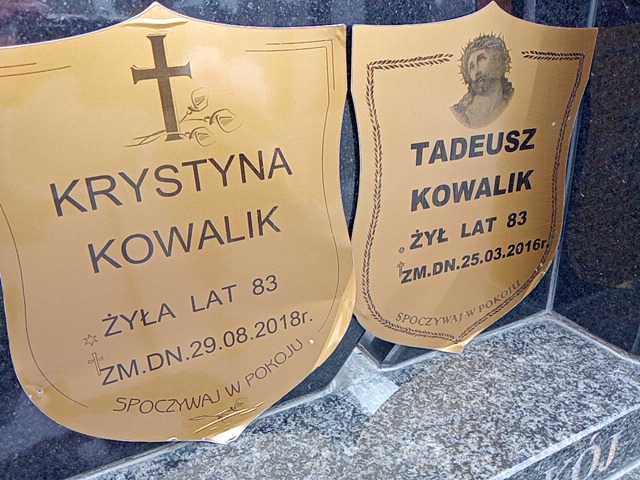 KRYSTYNA
KOWALIK
ŻYŁA LAT 83
ZM.DN.29.08.2018r.
SPOCZYWAJ W POKOJU
TADEUSZ
KOWALIK
ŻYŁ LAT 83
ZM.DN.25.03.2016r.
SPOCZYWAJ W POKOJU